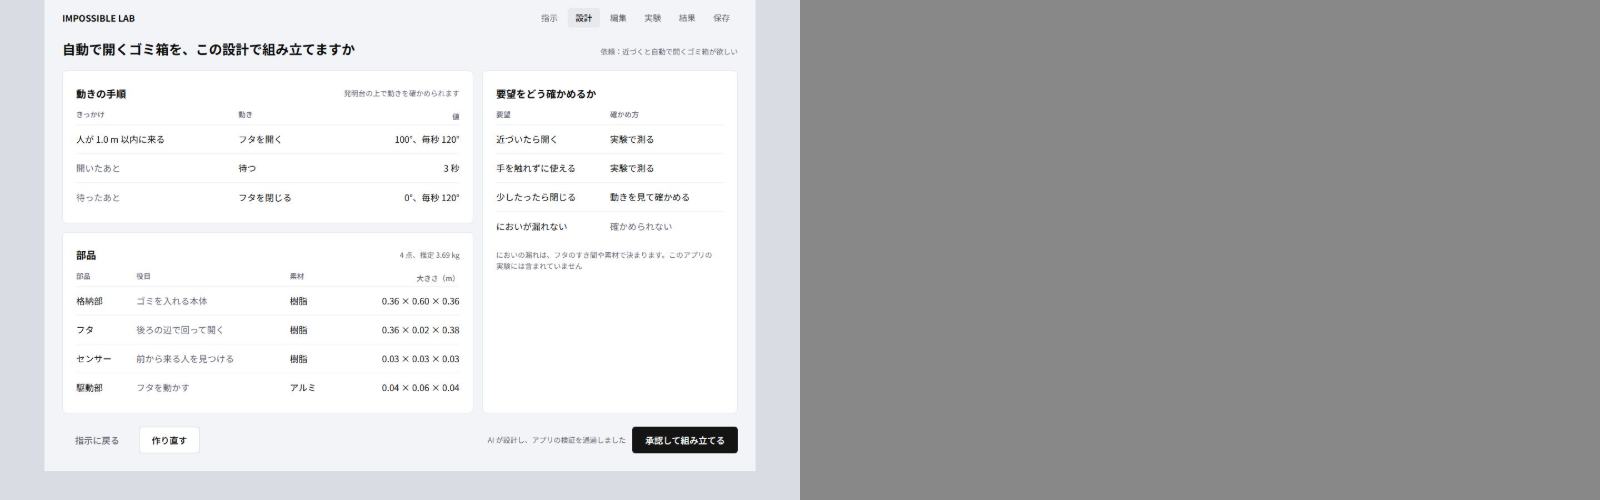 IMPOSSIBLE LAB
指示 設計 編集 実験 結果 保存
自動で開くゴミ箱を、この設計で組み立てますか
依頼：近づくと自動で開くゴミ箱が欲しい
動きの手順
発明台の上で動きを確かめられます
きっかけ 動き 値
人が 1.0 m 以内に来る フタを開く 100°、毎秒 120°
開いたあと 待つ 3 秒
待ったあと フタを閉じる 0°、毎秒 120°
部品
4 点、推定 3.69 kg
部品 役目 素材 大きさ（m）
格納部 ゴミを入れる本体 樹脂 0.36 × 0.60 × 0.36
フタ 後ろの辺で回って開く 樹脂 0.36 × 0.02 × 0.38
センサー 前から来る人を見つける 樹脂 0.03 × 0.03 × 0.03
駆動部 フタを動かす アルミ 0.04 × 0.06 × 0.04
要望をどう確かめるか
要望 確かめ方
近づいたら開く 実験で測る
手を触れずに使える 実験で測る
少したったら閉じる 動きを見て確かめる
においが漏れない 確かめられない
においの漏れは、フタのすき間や素材で決まります。このアプリの
実験には含まれていません
指示に戻る 作り直す
AI が設計し、アプリの検証を通過しました 承認して組み立てる